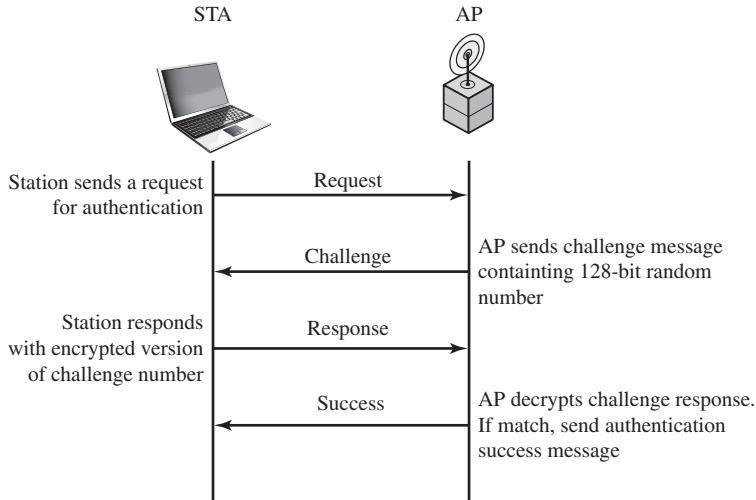 STA
AP
Station sends a request
for authentication
Request
Challenge
AP sends challenge message
containting 128-bit random
number
Station responds
with encrypted version
of challenge number
Response
Success
AP decrypts challenge response.
If match, send authentication
success message